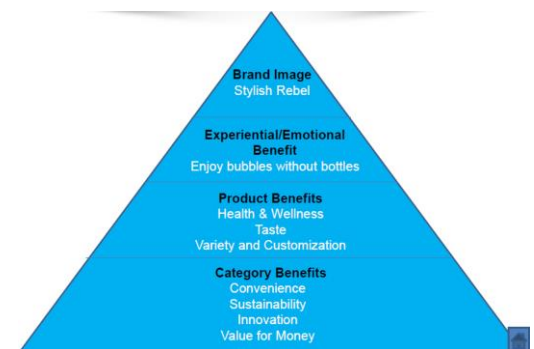 Brand Image
Stylish Rebel
Experiential/Emotional
Benefit
Enjoy bubbles without bottles
Product Benefits
Health & Wellness
Taste
Variety and Customization
Category Benefits
Convenience
Sustainability
Innovation
Value for Money